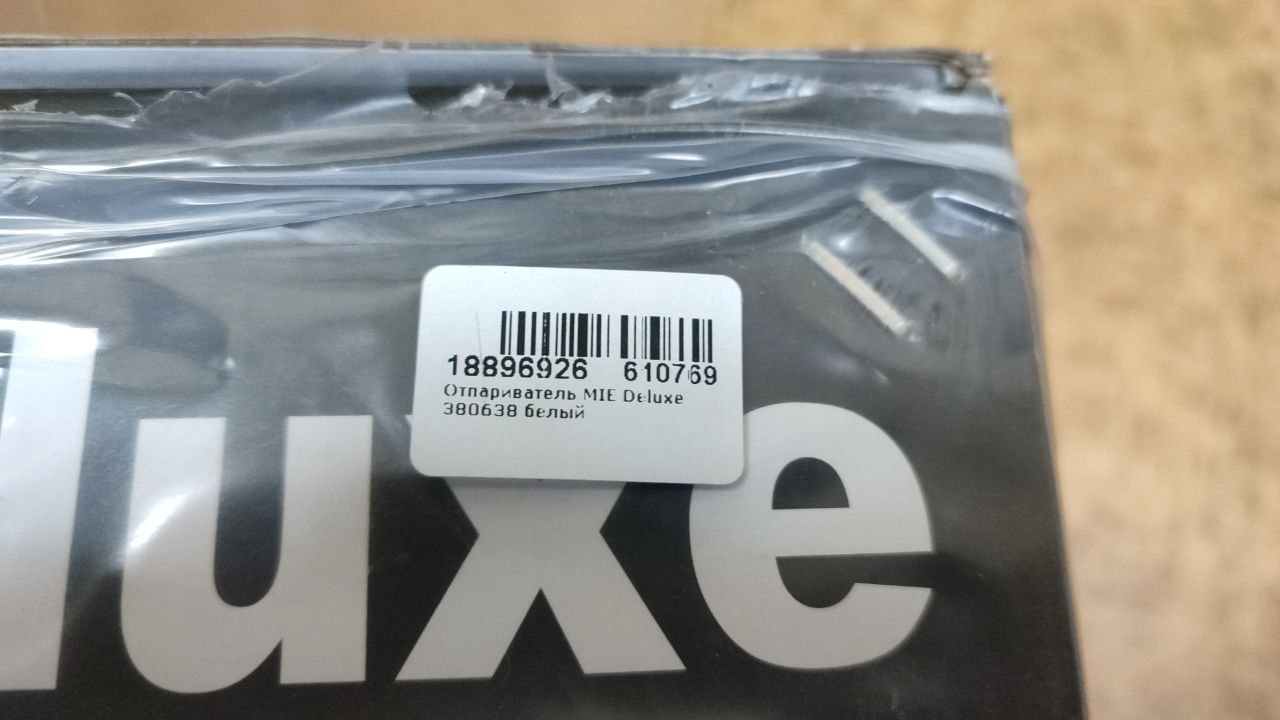 18896926 610769
Отпариватель MIE Deluxe
380638 белый
luxe